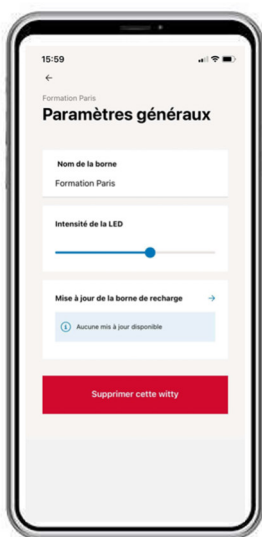 15:59
←
Formation Paris
Paramètres généraux
Nom de la borne
Formation Paris
Intensité de la LED
Mise à jour de la borne de recharge →
Aucune mis à jour disponible
Supprimer cette witty